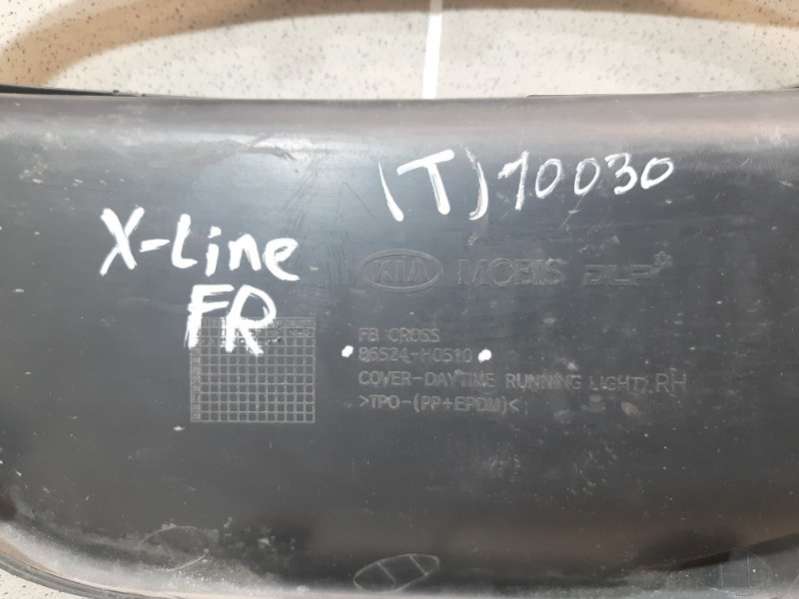 (T) 10030
X-Line
FR
KIA MOBIS
FB CROSS
86524-H0510
COVER-DAYTIME RUNNING LIGHT, RH
>TPO-(PP+EPDM)<